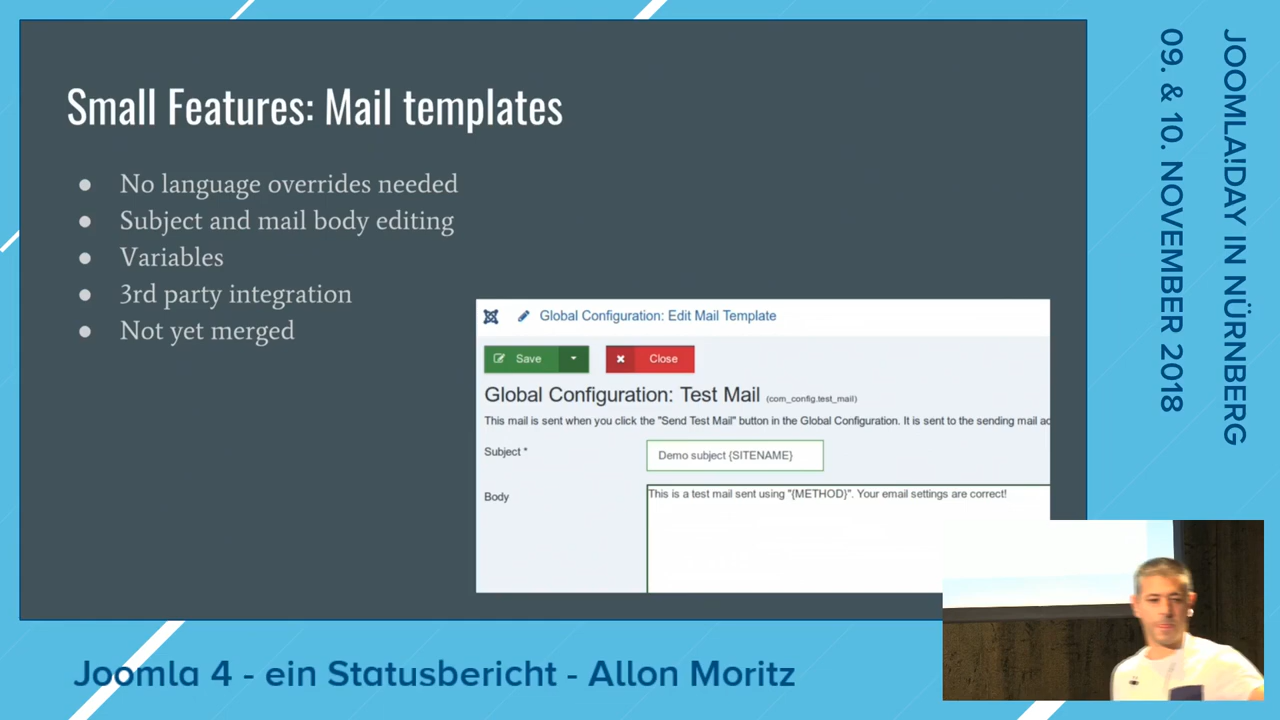 Small Features: Mail templates
● No language overrides needed
● Subject and mail body editing
● Variables
● 3rd party integration
● Not yet merged
Global Configuration: Edit Mail Template
Save
Close
Global Configuration: Test Mail (com_config.test_mail)
This mail is sent when you click the "Send Test Mail" button in the Global Configuration. It is sent to the sending mail
Subject *
Demo subject {SITENAME}
Body
This is a test mail sent using "{METHOD}". Your email settings are correct!
JOOMLA!DAY IN NÜRNBERG
09. & 10. NOVEMBER 2018
Joomla 4 - ein Statusbericht - Allon Moritz